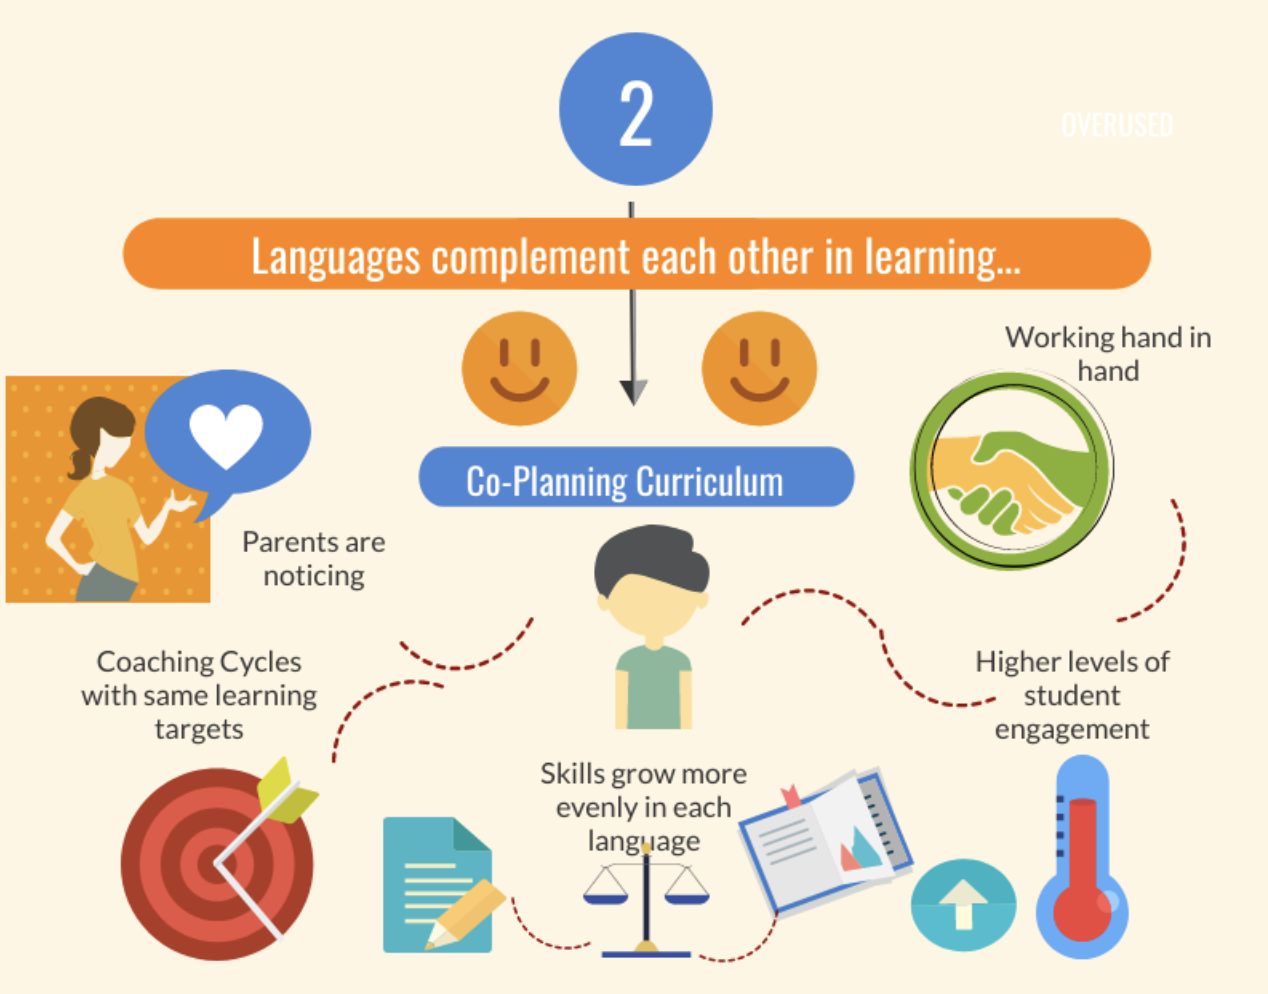 2
OVERUSED
Languages complement each other in learning...
Working hand in
hand
Co-Planning Curriculum
Parents are
noticing
Coaching Cycles
with same learning
targets
Higher levels of
student
engagement
Skills grow more
evenly in each
language